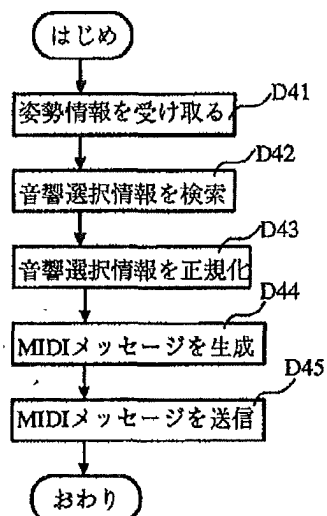 はじめ
姿勢情報を受け取る
D41
音響選択情報を検索
D42
音響選択情報を正規化
D43
MIDIメッセージを生成
D44
MIDIメッセージを送信
D45
おわり